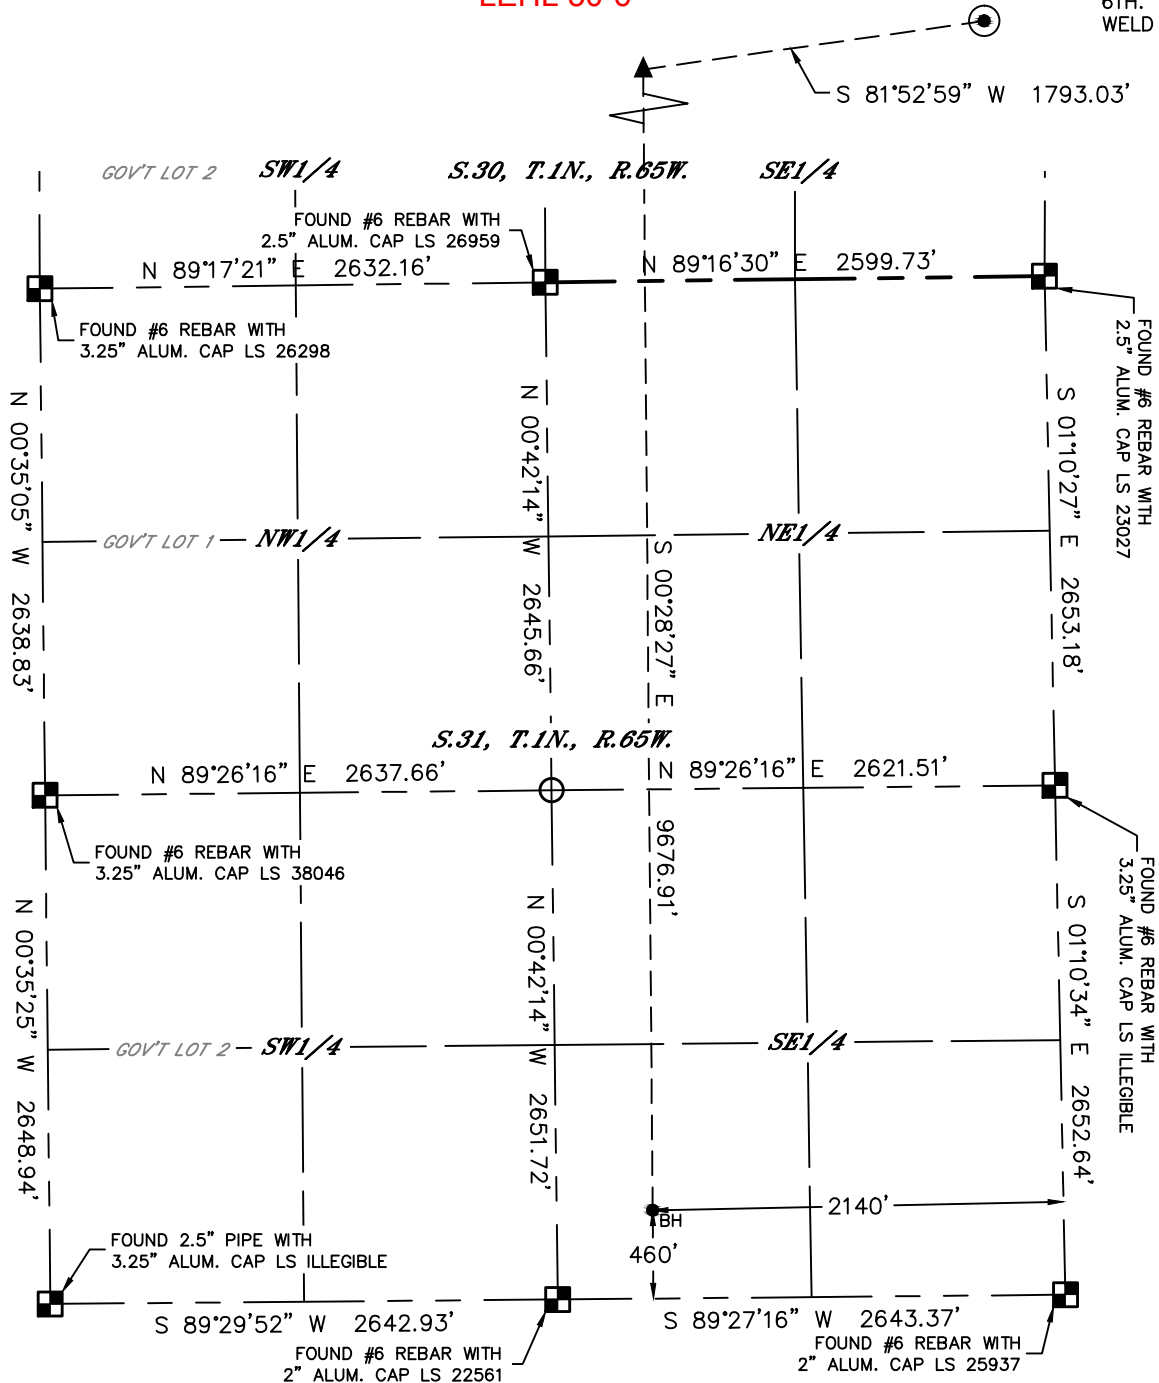 6TH.
WELD
S 81°52'59" W 1793.03'
GOV'T LOT 2
SW1/4
S.30, T.1N., R.65W.
SE1/4
FOUND #6 REBAR WITH
2.5" ALUM. CAP LS 26959
N 89°17'21" E 2632.16'
N 89°16'30" E 2599.73'
FOUND #6 REBAR WITH
3.25" ALUM. CAP LS 26298
FOUND #6 REBAR WITH
2.5" ALUM. CAP LS 23027
N 00°35'05" W 2638.83'
N 00°42'14" W 2645.66'
S 01°10'27" E 2653.18'
GOV'T LOT 1
NW1/4
NE1/4
S 00°28'27" E 9676.91'
S.31, T.1N., R.65W.
N 89°26'16" E 2637.66'
N 89°26'16" E 2621.51'
FOUND #6 REBAR WITH
3.25" ALUM. CAP LS 38046
FOUND #6 REBAR WITH
3.25" ALUM. CAP LS ILLEGIBLE
N 00°35'25" W 2648.94'
N 00°42'14" W 2651.72'
S 01°10'34" E 2652.64'
GOV'T LOT 2
SW1/4
SE1/4
2140'
BH
460'
FOUND 2.5" PIPE WITH
3.25" ALUM. CAP LS ILLEGIBLE
S 89°29'52" W 2642.93'
S 89°27'16" W 2643.37'
FOUND #6 REBAR WITH
2" ALUM. CAP LS 22561
FOUND #6 REBAR WITH
2" ALUM. CAP LS 25937